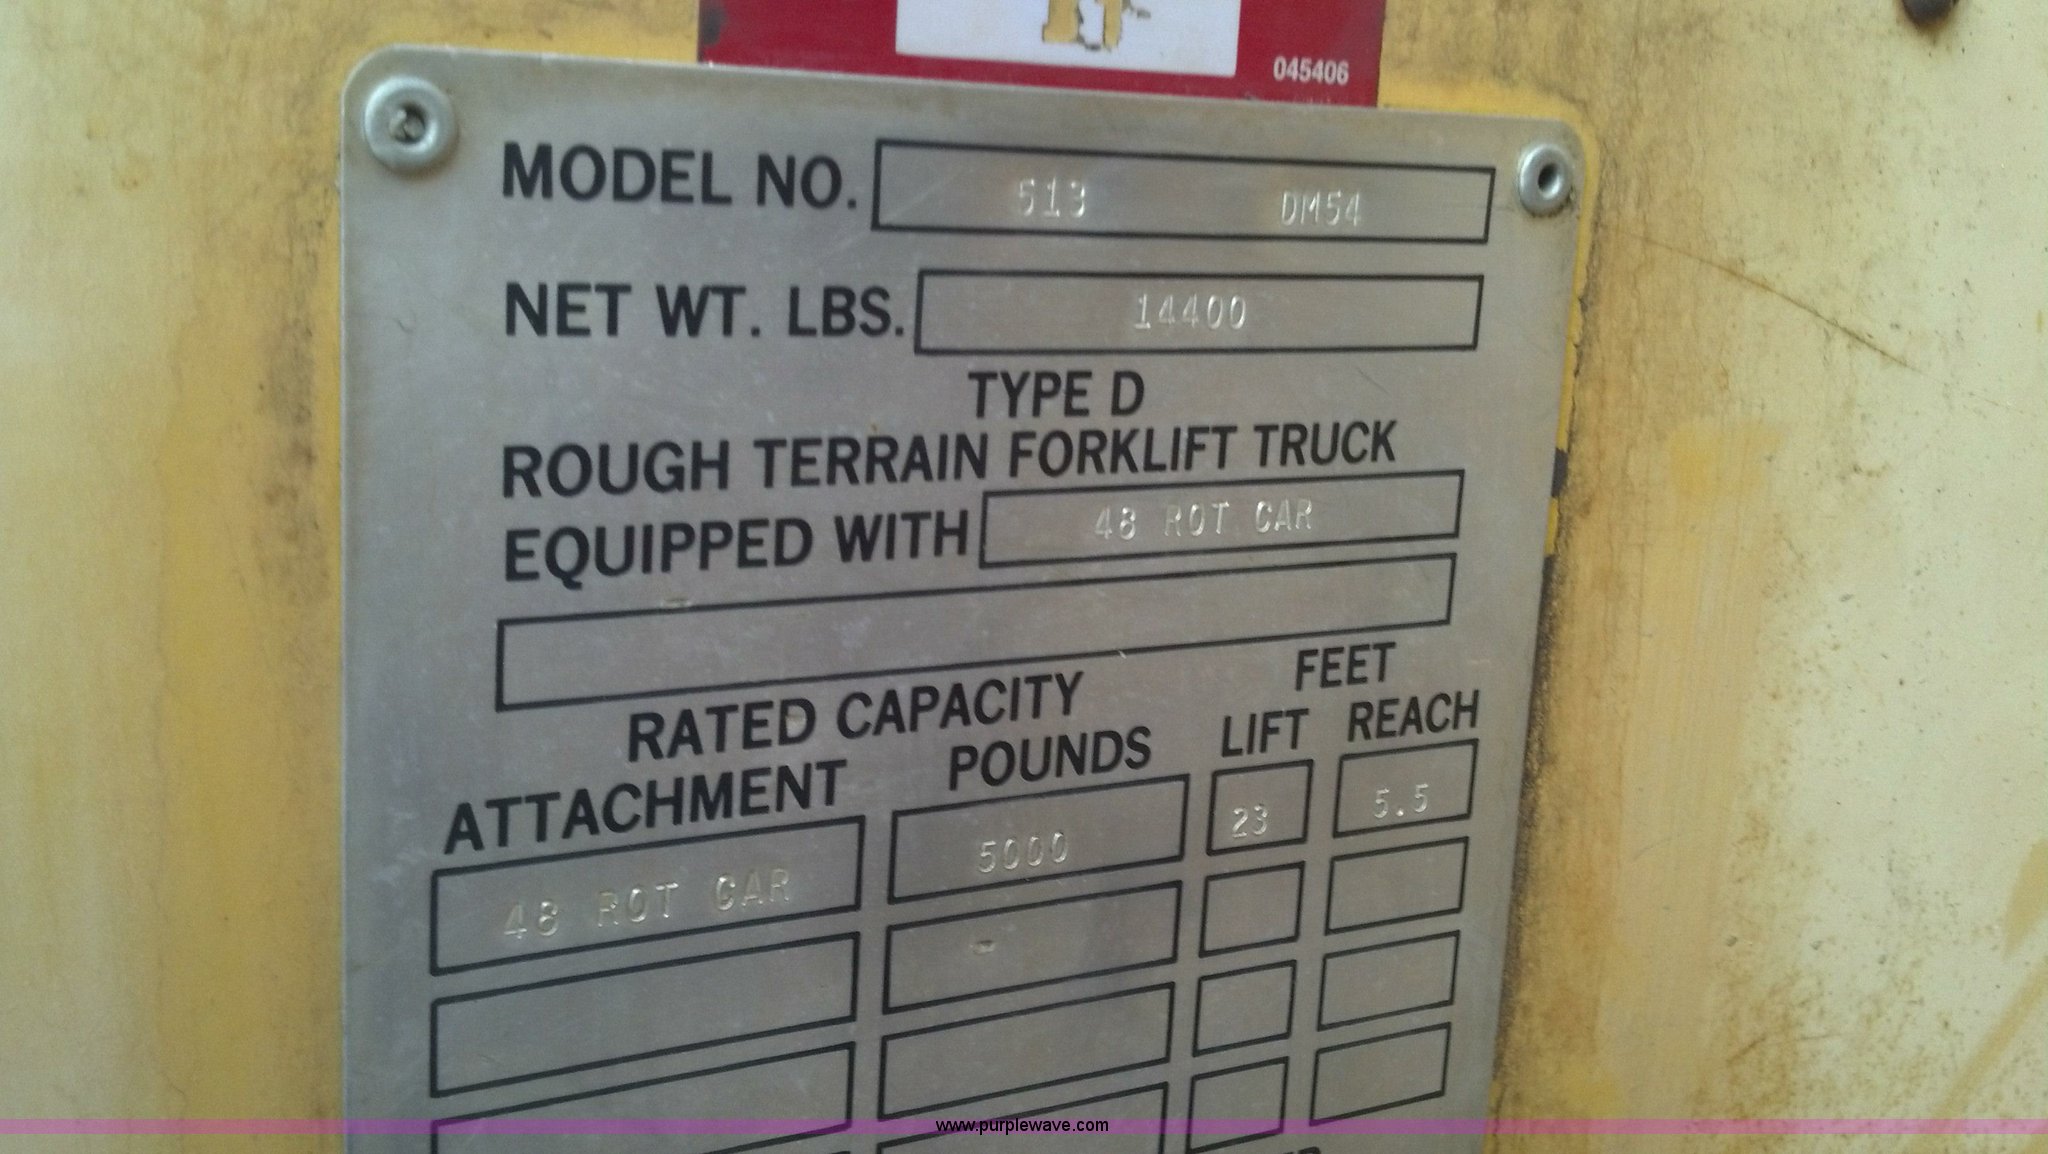 045406
MODEL NO. 513 DM54
NET WT. LBS. 14400
TYPE D
ROUGH TERRAIN FORKLIFT TRUCK
EQUIPPED WITH 48 ROT CAR
RATED CAPACITY
FEET
ATTACHMENT POUNDS LIFT REACH
48 ROT CAR 5000 23 5.5
www.purplewave.com